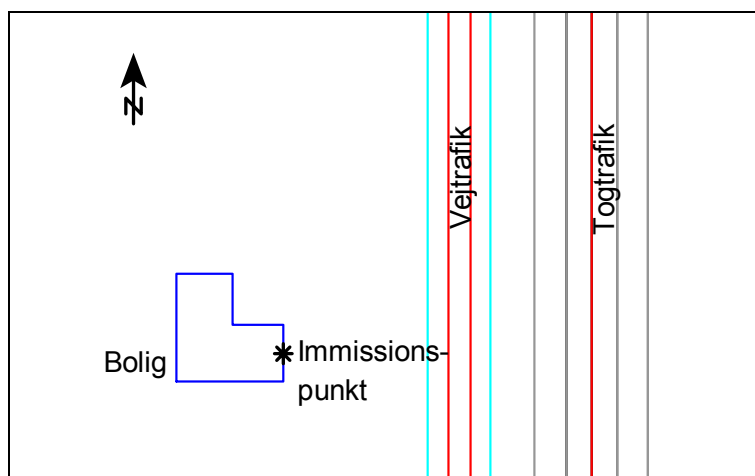 N
Vejtrafik
Togtrafik
Bolig
Immissions-
punkt